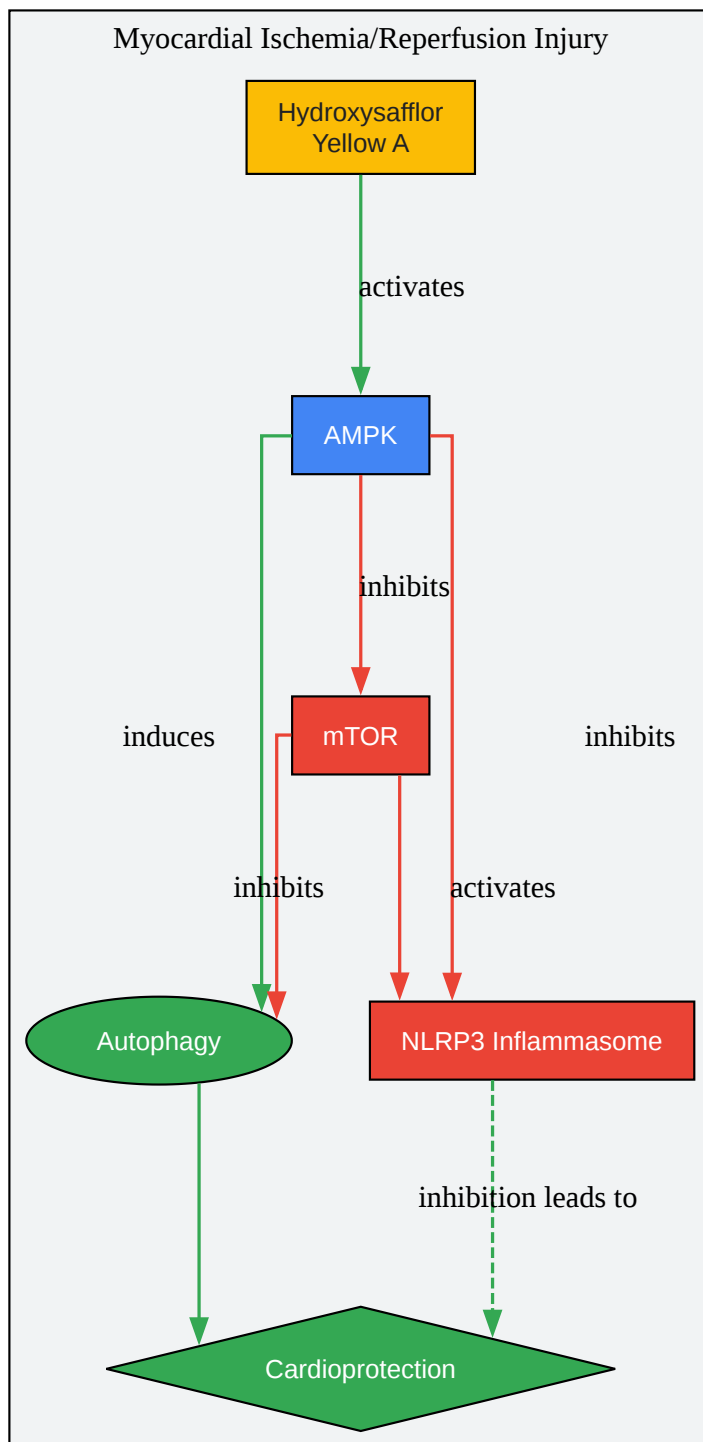 Myocardial Ischemia/Reperfusion Injury
Hydroxysafflor
Yellow A
activates
AMPK
inhibits
mTOR
induces
inhibits
inhibits
activates
Autophagy
NLRP3 Inflammasome
inhibition leads to
Cardioprotection